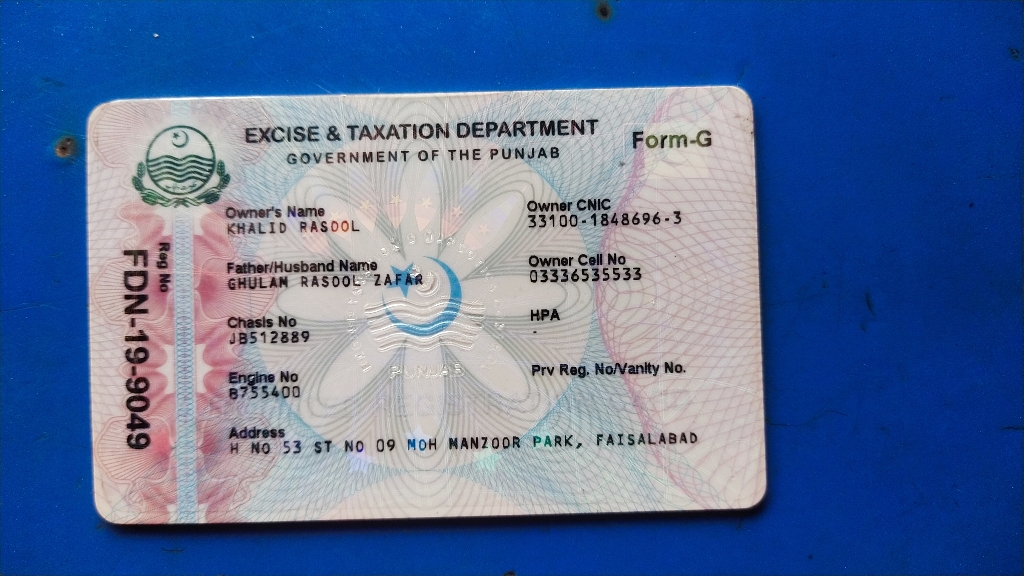 EXCISE & TAXATION DEPARTMENT
GOVERNMENT OF THE PUNJAB
Form-G
Reg No
FDN-19-9049
Owner's Name
KHALID RASOOL
Owner CNIC
33100-1848696-3
Father/Husband Name
GHULAM RASOOL ZAFAR
Owner Cell No
03336535533
Chasis No
JB512889
HPA
-
Engine No
B755400
Prv Reg. No/Vanity No.
Address
H NO 53 ST NO 09 MOH MANZOOR PARK, FAISALABAD
PUNJAB